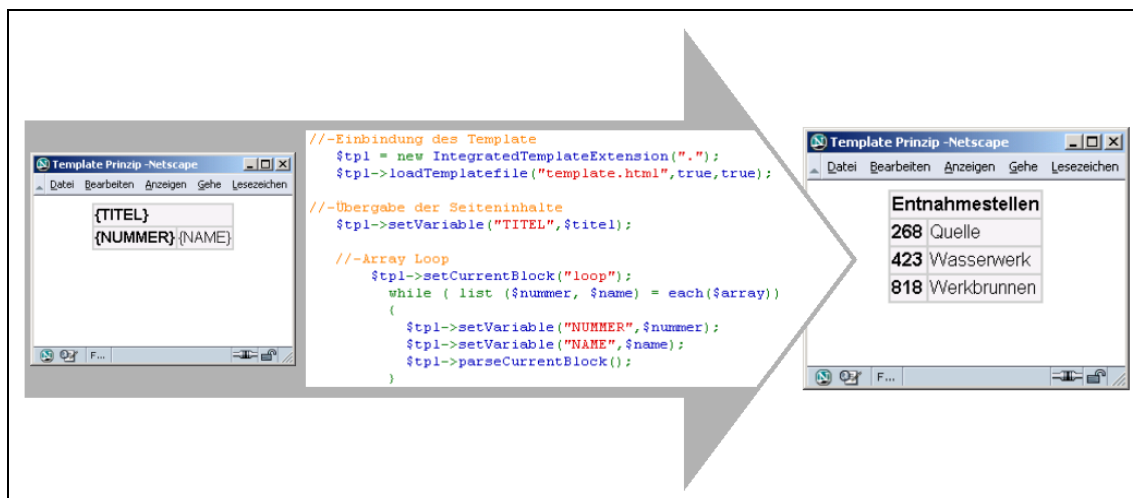 Template Prinzip -Netscape
Datei Bearbeiten Anzeigen Gehe Lesezeichen
{TITEL}
{NUMMER} {NAME}
F...
//-Einbindung des Template
$tpl = new IntegratedTemplateExtension(".");
$tpl->loadTemplatefile("template.html",true,true);
//-Übergabe der Seiteninhalte
$tpl->setVariable("TITEL",$titel);
//-Array Loop
$tpl->setCurrentBlock("loop");
while ( list ($nummer, $name) = each($array))
{
$tpl->setVariable("NUMMER",$nummer);
$tpl->setVariable("NAME",$name);
$tpl->parseCurrentBlock();
}
Template Prinzip -Netscape
Datei Bearbeiten Anzeigen Gehe Lesezeichen
Entnahmestellen
268 Quelle
423 Wasserwerk
818 Werkbrunnen
F...